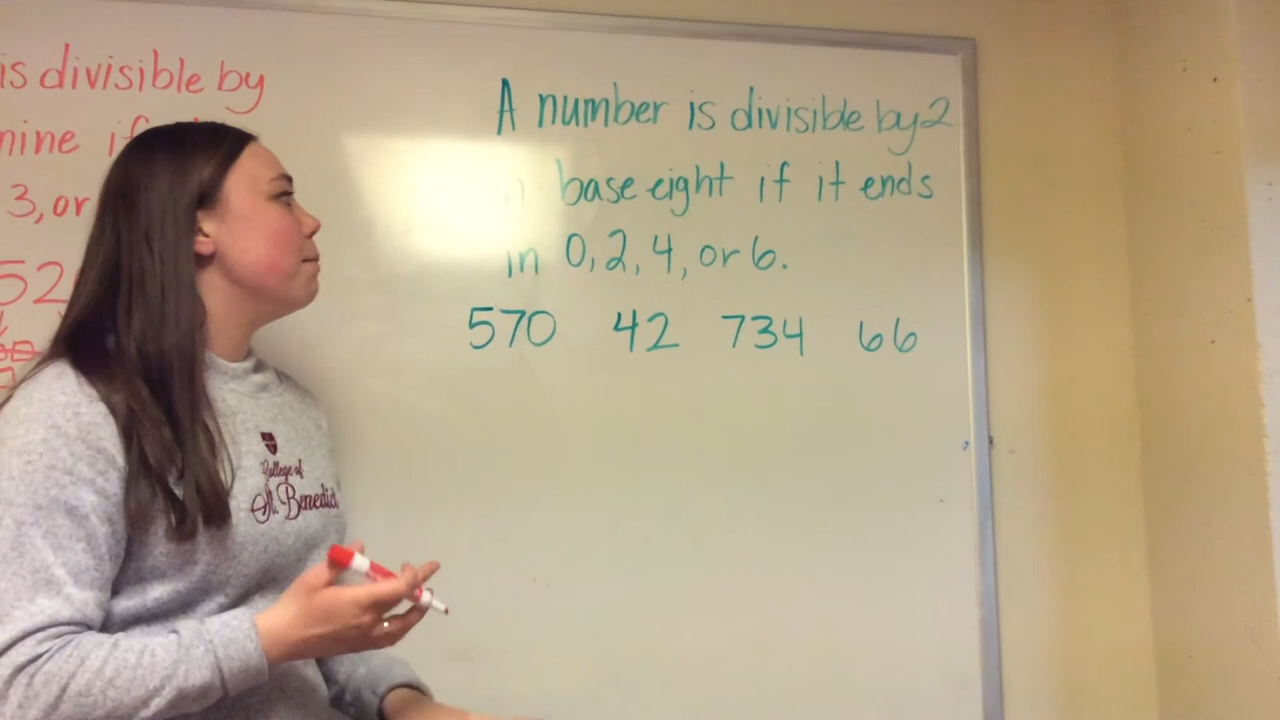 is divisible by
mine if
3, or
52
A number is divisible by 2
in base eight if it ends
in 0, 2, 4, or 6.
570 42 734 66
College of
St. Benedict